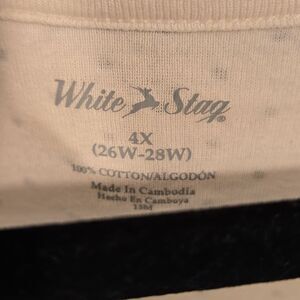 White Stag®
4X
(26W-28W)
100% COTTON/ALGODÓN
Made In Cambodia
Hecho En Camboya